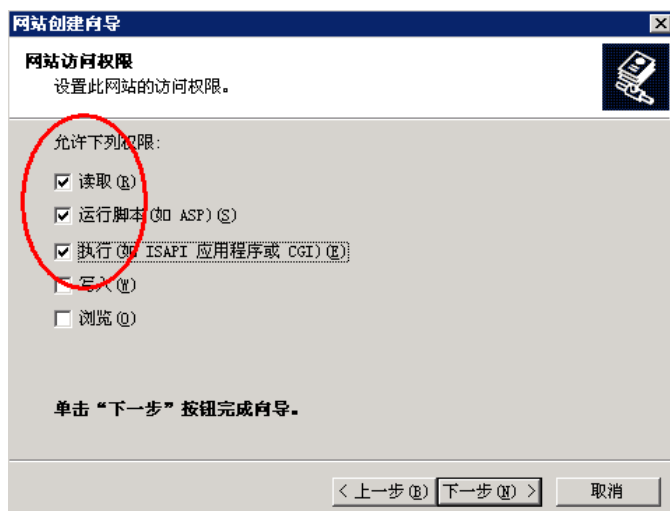 网站创建向导
网站访问权限
设置此网站的访问权限。
允许下列权限:
读取(R)
运行脚本(如 ASP)(S)
执行(如 ISAPI 应用程序或 CGI)(E)
写入(W)
浏览(O)
单击“下一步”按钮完成向导。
< 上一步(B) 下一步(N) > 取消